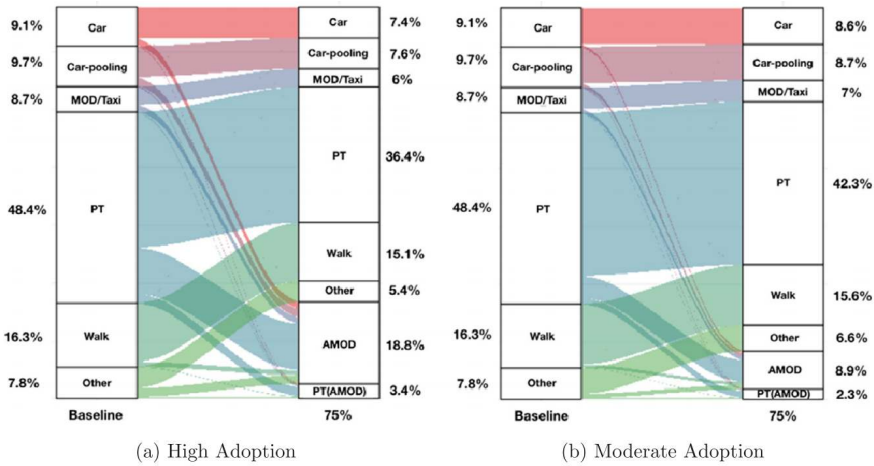 9.1% Car Car 7.4%
9.7% Car-pooling Car-pooling 7.6%
8.7% MOD/Taxi MOD/Taxi 6%
48.4% PT PT 36.4%
16.3% Walk Walk 15.1%
7.8% Other Other 5.4%
AMOD 18.8%
PT(AMOD) 3.4%
Baseline 75%
(a) High Adoption
9.1% Car Car 8.6%
9.7% Car-pooling Car-pooling 8.7%
8.7% MOD/Taxi MOD/Taxi 7%
48.4% PT PT 42.3%
16.3% Walk Walk 15.6%
7.8% Other Other 6.6%
AMOD 8.9%
PT(AMOD) 2.3%
Baseline 75%
(b) Moderate Adoption